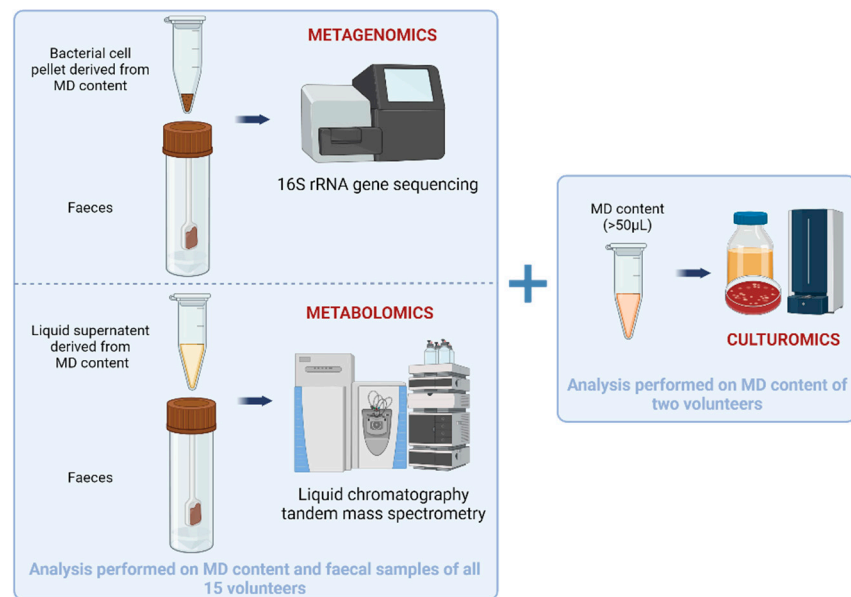 METAGENOMICS
Bacterial cell
pellet derived from
MD content
Faeces
16S rRNA gene sequencing
METABOLOMICS
Liquid supernatent
derived from
MD content
Faeces
Liquid chromatography
tandem mass spectrometry
Analysis performed on MD content and faecal samples of all
15 volunteers
+
MD content
(>50µL)
CULTUROMICS
Analysis performed on MD content of
two volunteers